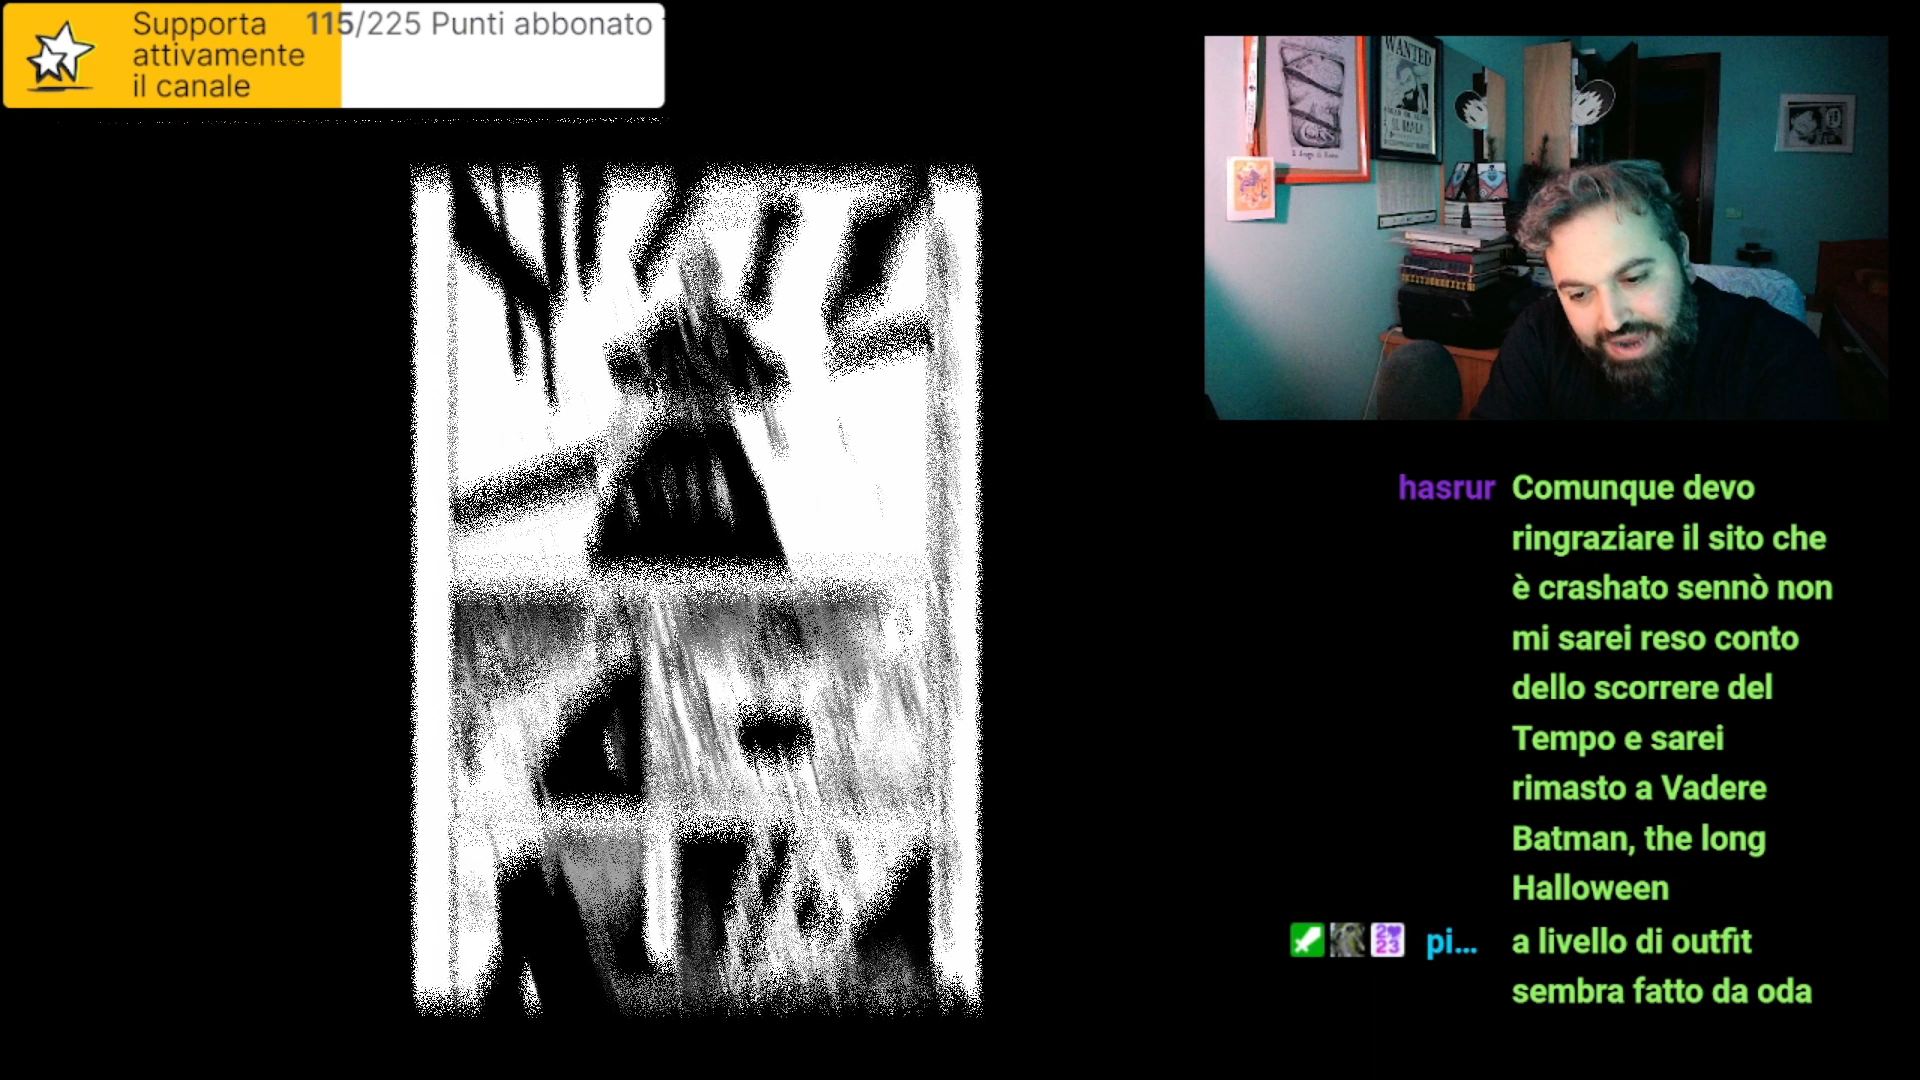 Supporta
attivamente
il canale
115/225 Punti abbonato
WANTED
hasrur Comunque devo
ringraziare il sito che
è crashato sennò non
mi sarei reso conto
dello scorrere del
Tempo e sarei
rimasto a Vadere
Batman, the long
Halloween
23
pi... a livello di outfit
sembra fatto da oda